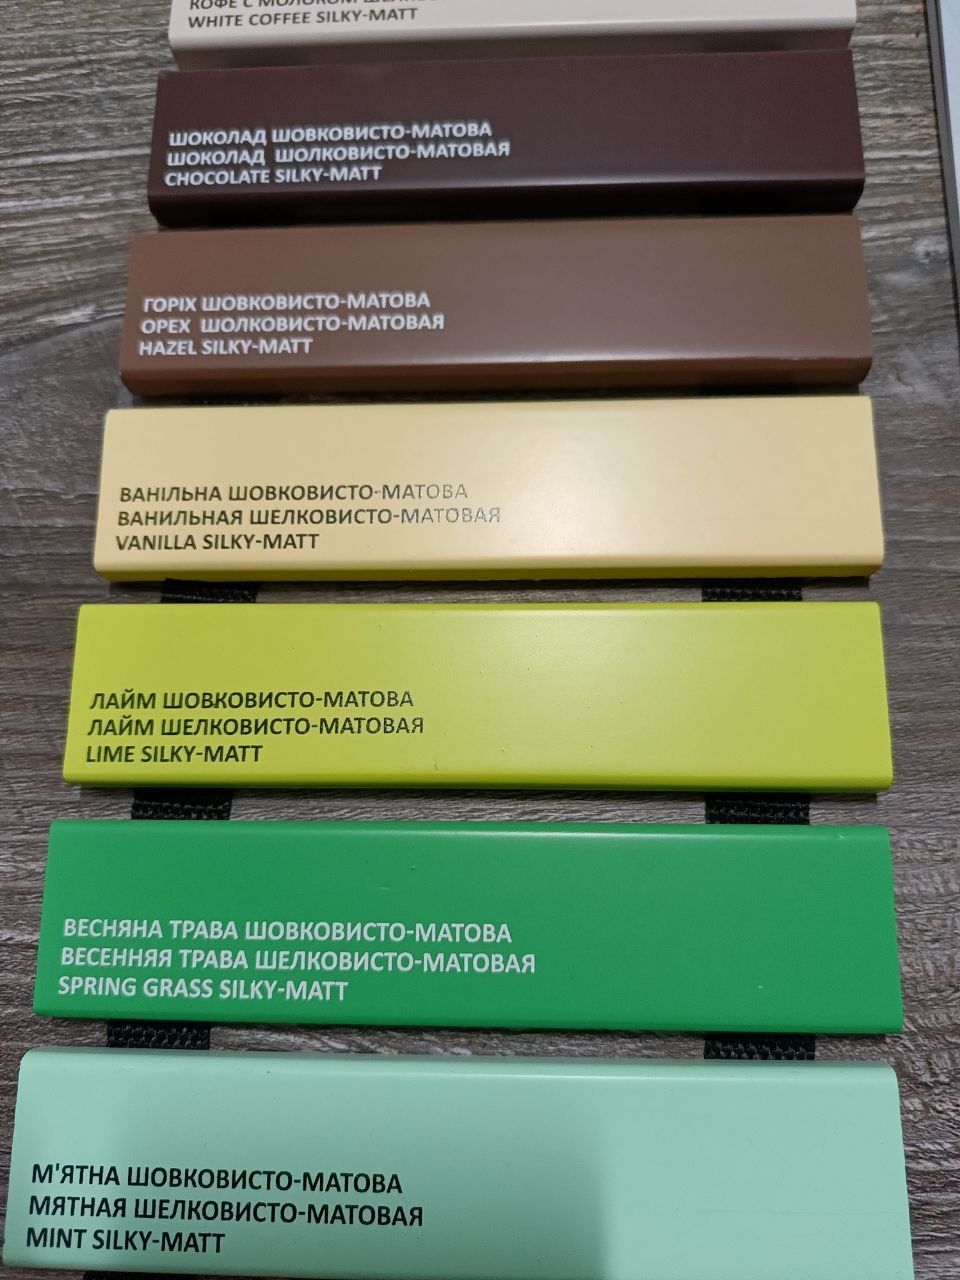 КОФЕ С МОЛОКОМ
WHITE COFFEE SILKY-MATT
ШОКОЛАД ШОВКОВИСТО-МАТОВА
ШОКОЛАД ШОЛКОВИСТО-МАТОВАЯ
CHOCOLATE SILKY-MATT
ГОРІХ ШОВКОВИСТО-МАТОВА
ОРЕХ ШОЛКОВИСТО-МАТОВАЯ
HAZEL SILKY-MATT
ВАНІЛЬНА ШОВКОВИСТО-МАТОВА
ВАНИЛЬНАЯ ШЕЛКОВИСТО-МАТОВАЯ
VANILLA SILKY-MATT
ЛАЙМ ШОВКОВИСТО-МАТОВА
ЛАЙМ ШЕЛКОВИСТО-МАТОВАЯ
LIME SILKY-MATT
ВЕСНЯНА ТРАВА ШОВКОВИСТО-МАТОВА
ВЕСЕННЯЯ ТРАВА ШЕЛКОВИСТО-МАТОВАЯ
SPRING GRASS SILKY-MATT
М'ЯТНА ШОВКОВИСТО-МАТОВА
МЯТНАЯ ШЕЛКОВИСТО-МАТОВАЯ
MINT SILKY-MATT